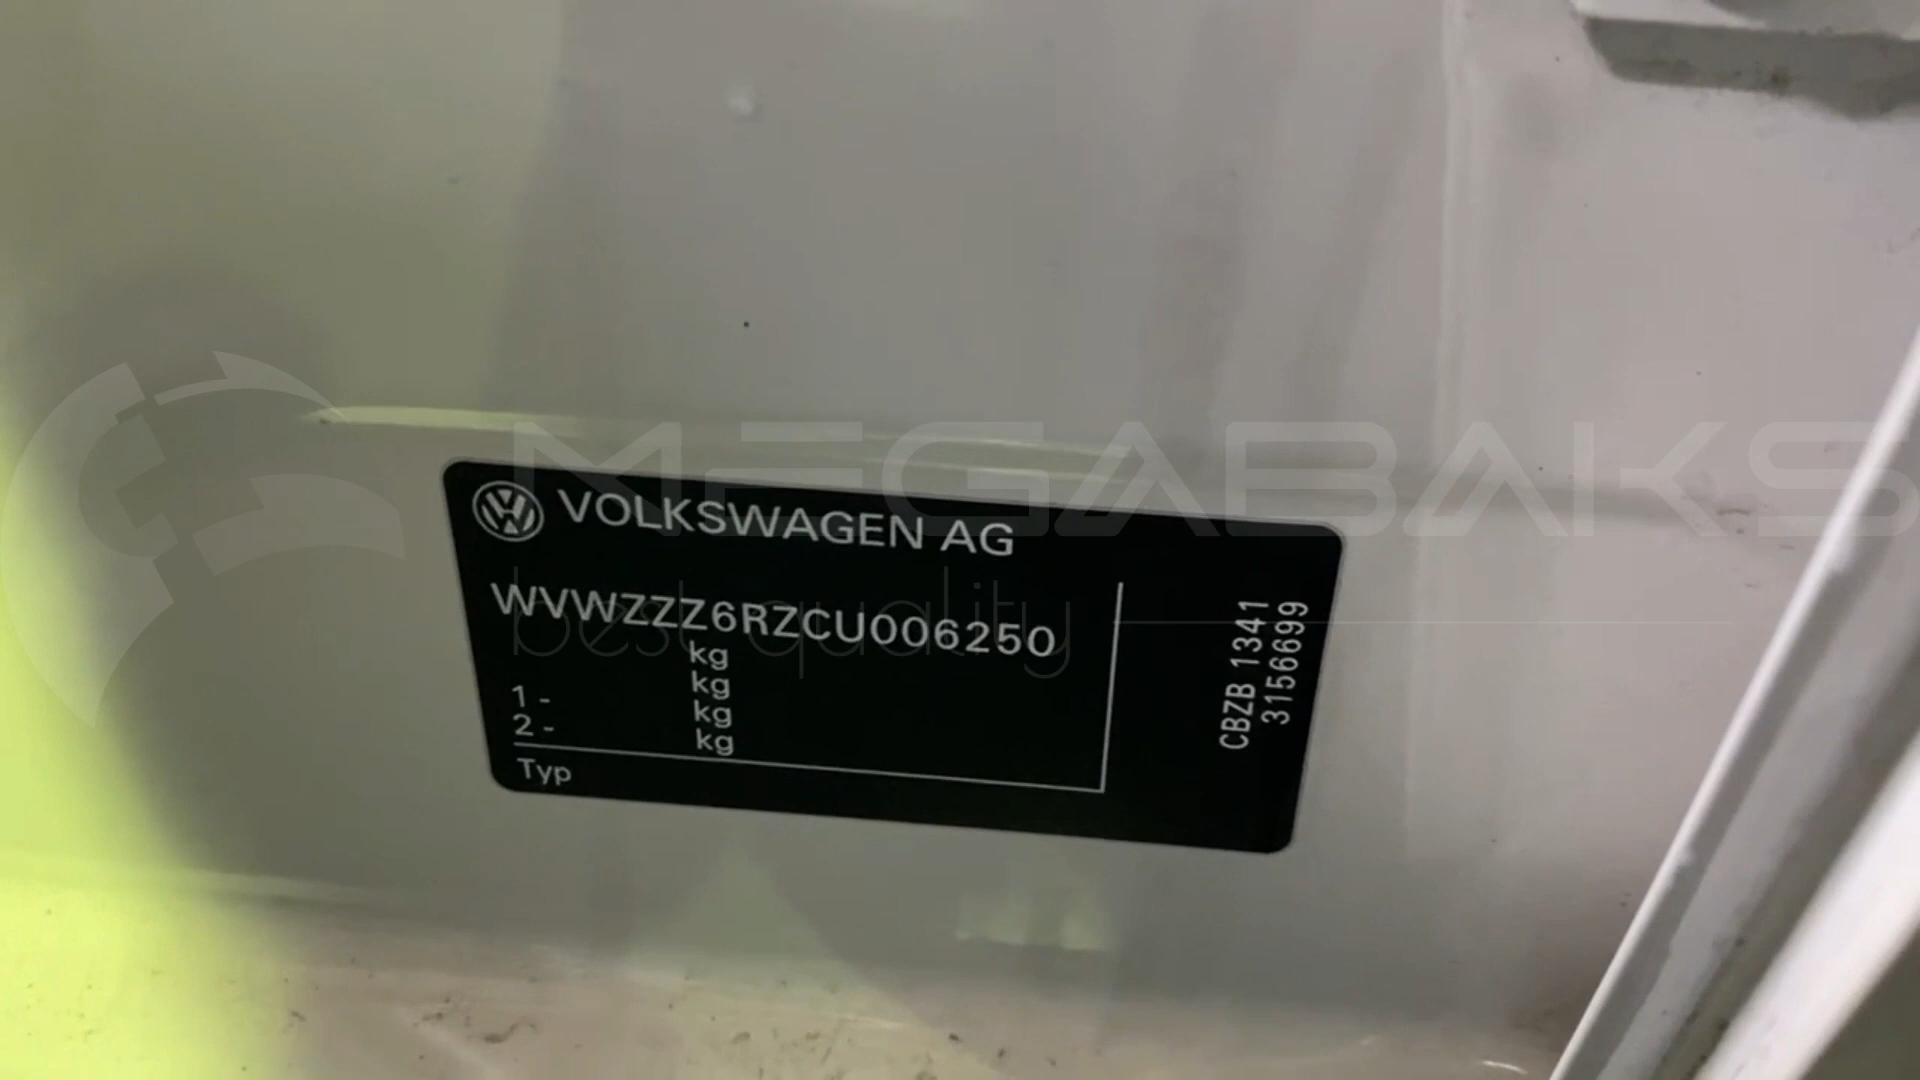 MEGABAKS
best quality
VOLKSWAGEN AG
WVWZZZ6RZCU006250
kg
kg
1 - kg
2 - kg
Typ
CBZB 1341
3156699